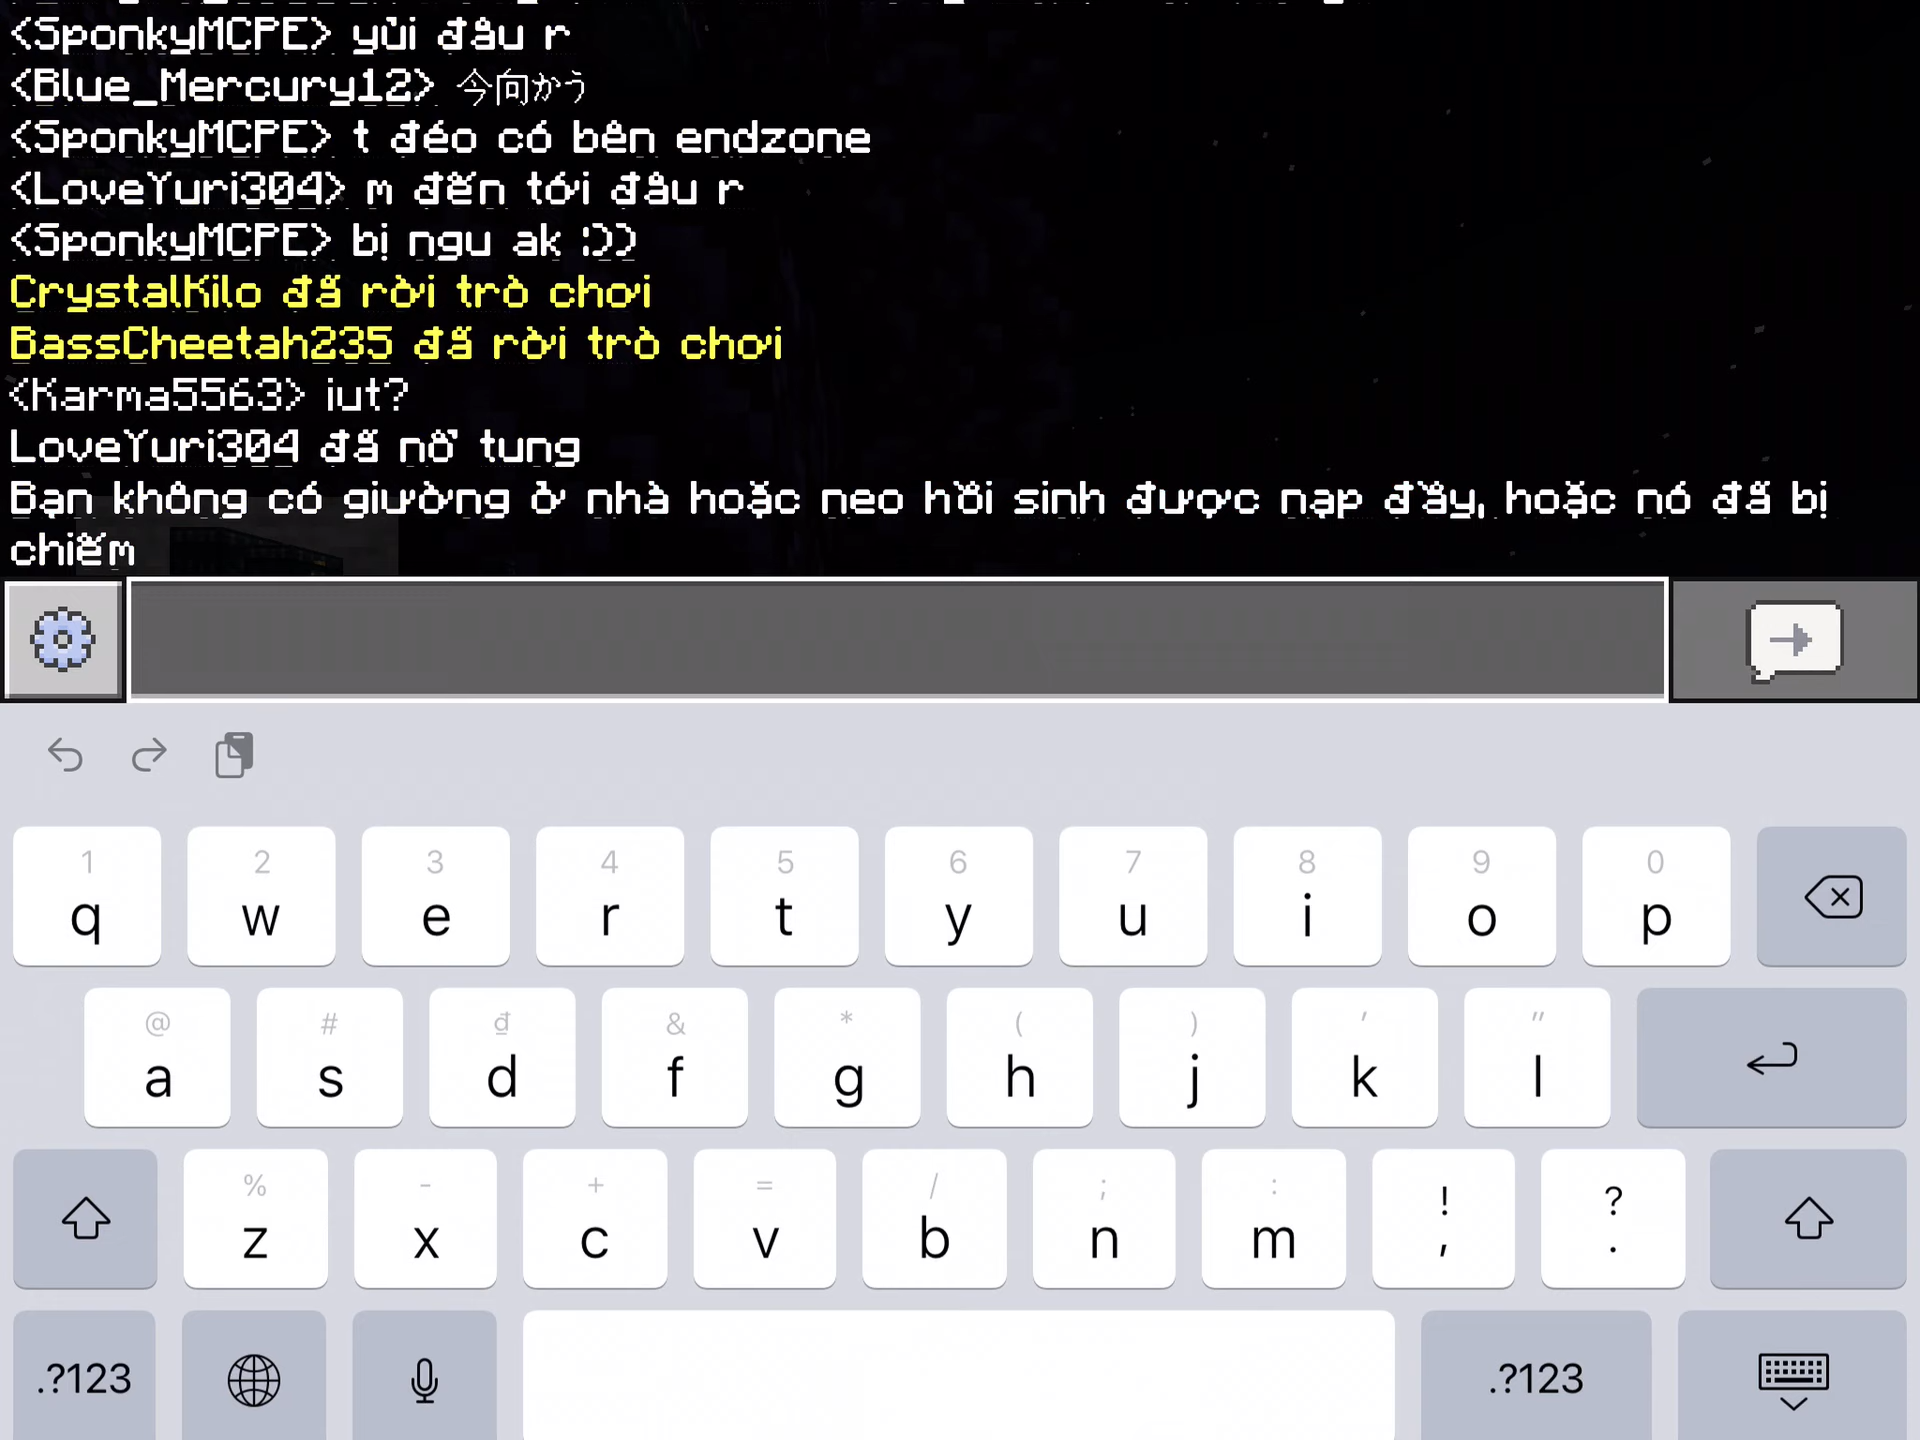 <SponkyMCPE> yủi đâu r
<Blue_Mercury12> 今向かう
<SponkyMCPE> t đéo có bên endzone
<LoveYuri304> m đến tới đâu r
<SponkyMCPE> bị ngu ak :))
CrystalKilo đã rời trò chơi
BassCheetah235 đã rời trò chơi
<Karma5563> iut?
LoveYuri304 đã nổ tung
Bạn không có giường ở nhà hoặc neo hồi sinh được nạp đầy, hoặc nó đã bị
chiếm
1 2 3 4 5 6 7 8 9 0
q w e r t y u i o p
@ # ₫ & * ( ) ' "
a s d f g h j k l
% - + = / ; : ! ?
z x c v b n m , .
.?123 .?123